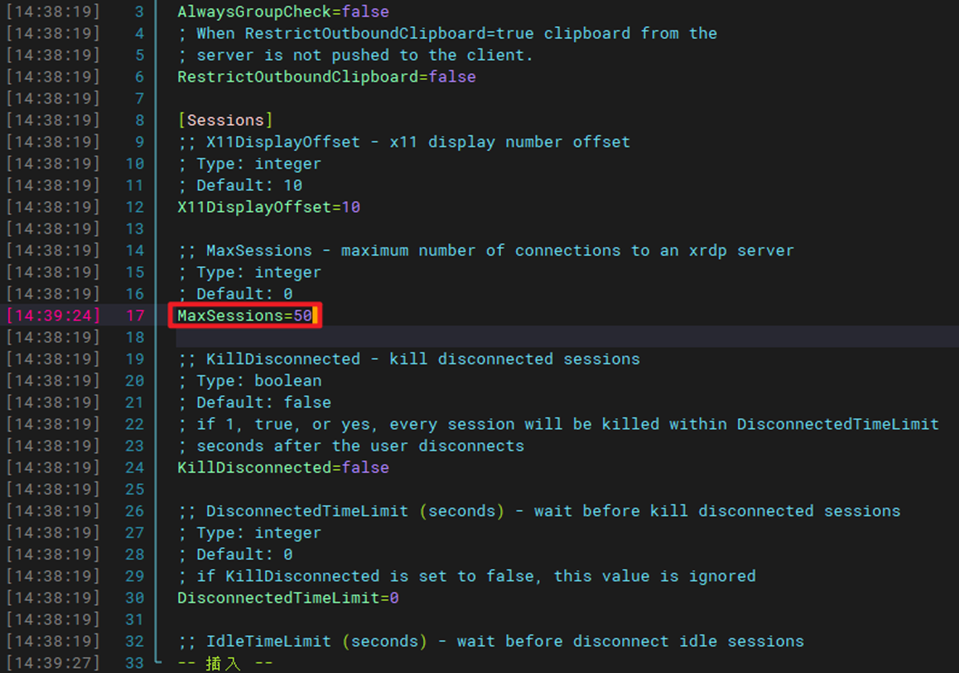 [14:38:19] 3 AlwaysGroupCheck=false
[14:38:19] 4 ; When RestrictOutboundClipboard=true clipboard from the
[14:38:19] 5 ; server is not pushed to the client.
[14:38:19] 6 RestrictOutboundClipboard=false
[14:38:19] 7
[14:38:19] 8 [Sessions]
[14:38:19] 9 ;; X11DisplayOffset - x11 display number offset
[14:38:19] 10 ; Type: integer
[14:38:19] 11 ; Default: 10
[14:38:19] 12 X11DisplayOffset=10
[14:38:19] 13
[14:38:19] 14 ;; MaxSessions - maximum number of connections to an xrdp server
[14:38:19] 15 ; Type: integer
[14:38:19] 16 ; Default: 0
[14:39:24] 17 MaxSessions=50
[14:38:19] 18
[14:38:19] 19 ;; KillDisconnected - kill disconnected sessions
[14:38:19] 20 ; Type: boolean
[14:38:19] 21 ; Default: false
[14:38:19] 22 ; if 1, true, or yes, every session will be killed within DisconnectedTimeLimit
[14:38:19] 23 ; seconds after the user disconnects
[14:38:19] 24 KillDisconnected=false
[14:38:19] 25
[14:38:19] 26 ;; DisconnectedTimeLimit (seconds) - wait before kill disconnected sessions
[14:38:19] 27 ; Type: integer
[14:38:19] 28 ; Default: 0
[14:38:19] 29 ; if KillDisconnected is set to false, this value is ignored
[14:38:19] 30 DisconnectedTimeLimit=0
[14:38:19] 31
[14:38:19] 32 ;; IdleTimeLimit (seconds) - wait before disconnect idle sessions
[14:39:27] 33 -- 插入 --